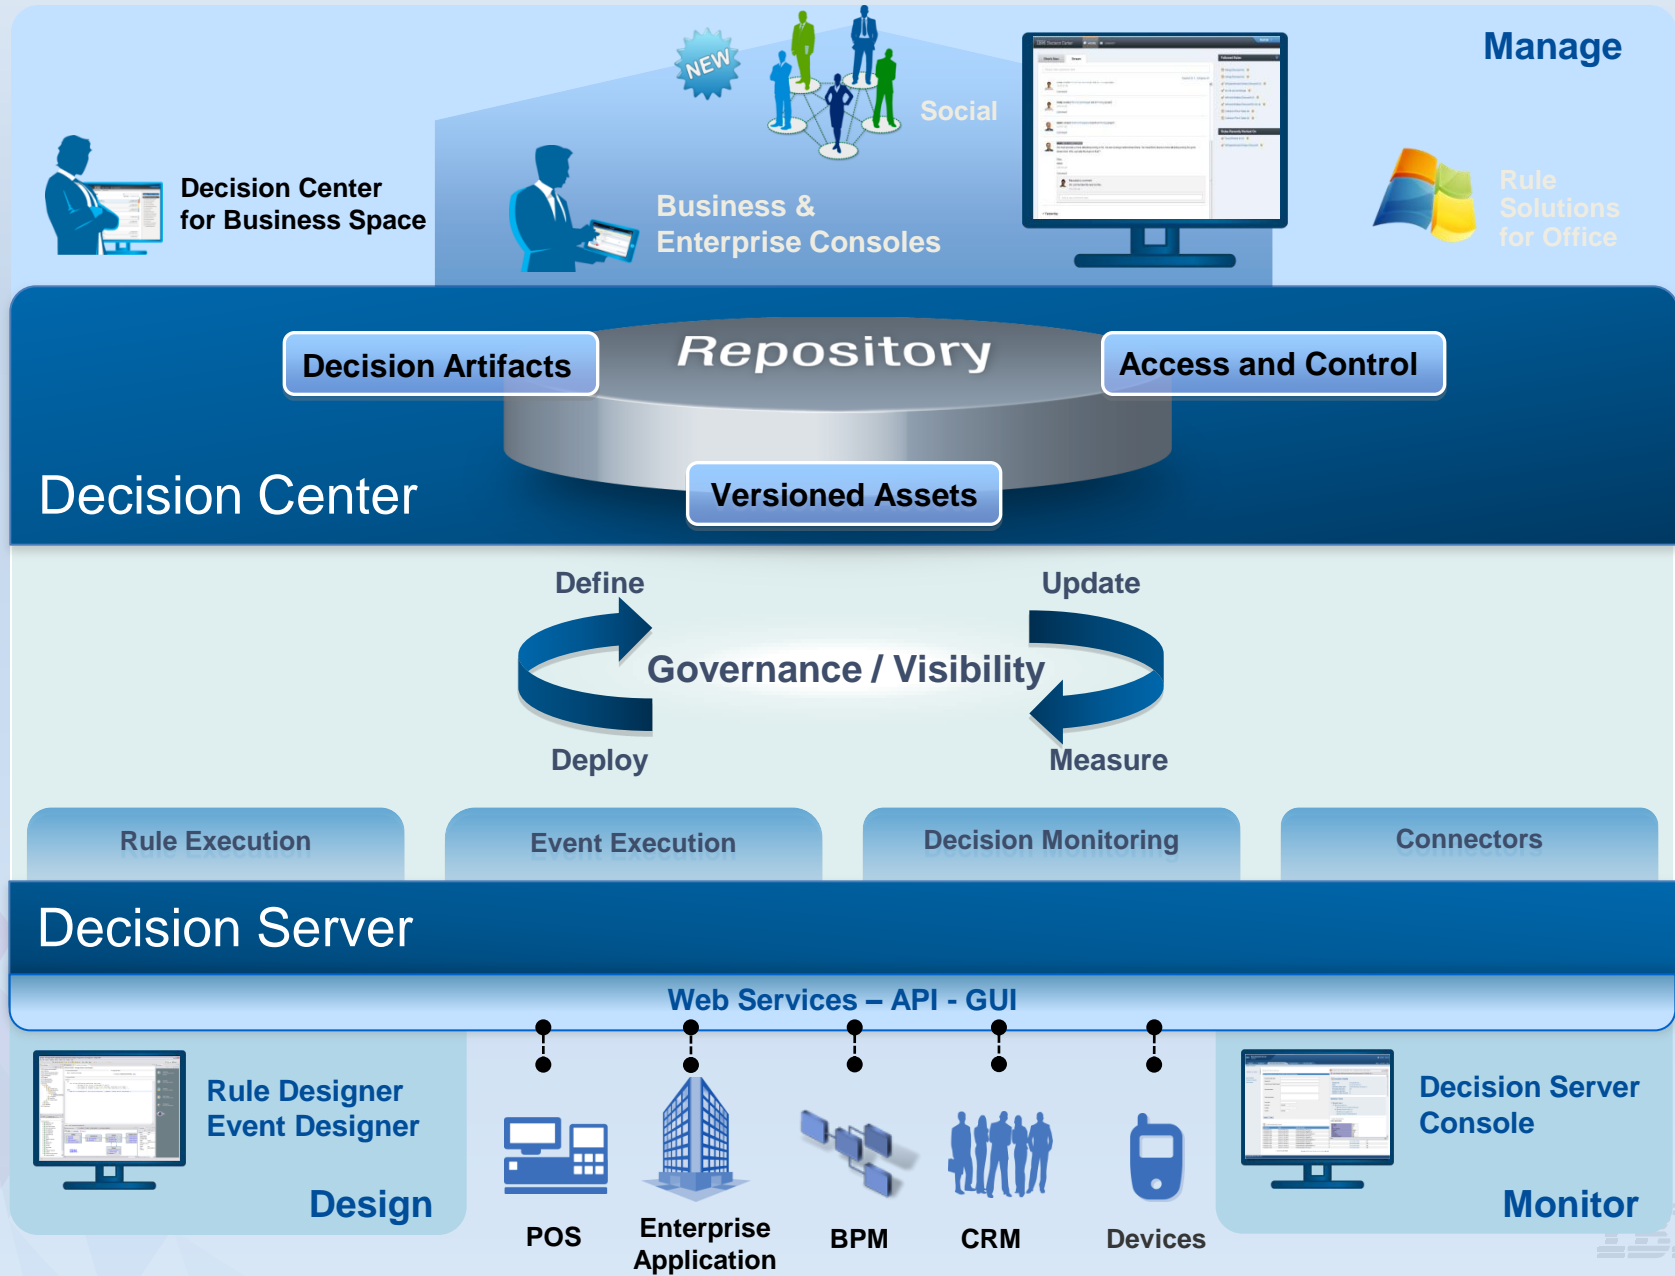 Manage
NEW
Social
IBM Decision Center
Decision Center
for Business Space
Business &
Enterprise Consoles
Rule
Solutions
for Office
Repository
Decision Artifacts
Access and Control
Versioned Assets
Decision Center
Define
Update
Governance / Visibility
Deploy
Measure
Rule Execution
Event Execution
Decision Monitoring
Connectors
Decision Server
Web Services – API - GUI
Rule Designer
Event Designer
Design
POS
Enterprise
Application
BPM
CRM
Devices
Decision Server
Console
Monitor